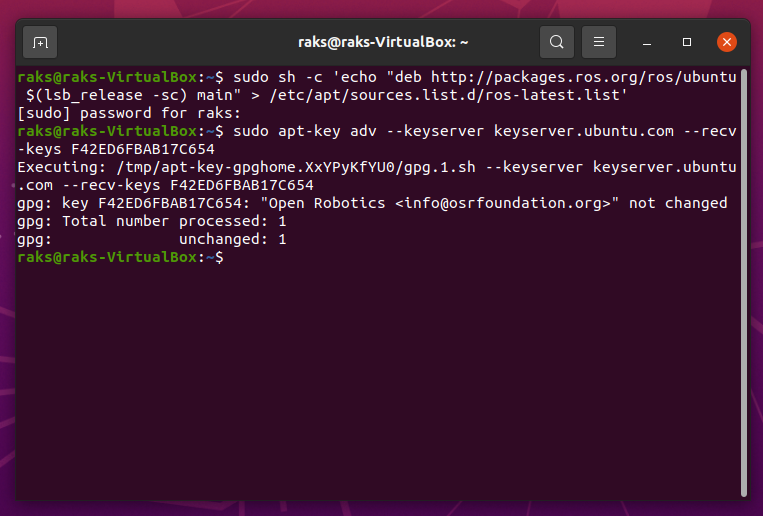 raks@raks-VirtualBox: ~
raks@raks-VirtualBox:~$ sudo sh -c 'echo "deb http://packages.ros.org/ros/ubuntu
$(lsb_release -sc) main" > /etc/apt/sources.list.d/ros-latest.list'
[sudo] password for raks:
raks@raks-VirtualBox:~$ sudo apt-key adv --keyserver keyserver.ubuntu.com --recv
-keys F42ED6FBAB17C654
Executing: /tmp/apt-key-gpghome.XxYPyKfYU0/gpg.1.sh --keyserver keyserver.ubuntu
.com --recv-keys F42ED6FBAB17C654
gpg: key F42ED6FBAB17C654: "Open Robotics <info@osrfoundation.org>" not changed
gpg: Total number processed: 1
gpg:              unchanged: 1
raks@raks-VirtualBox:~$